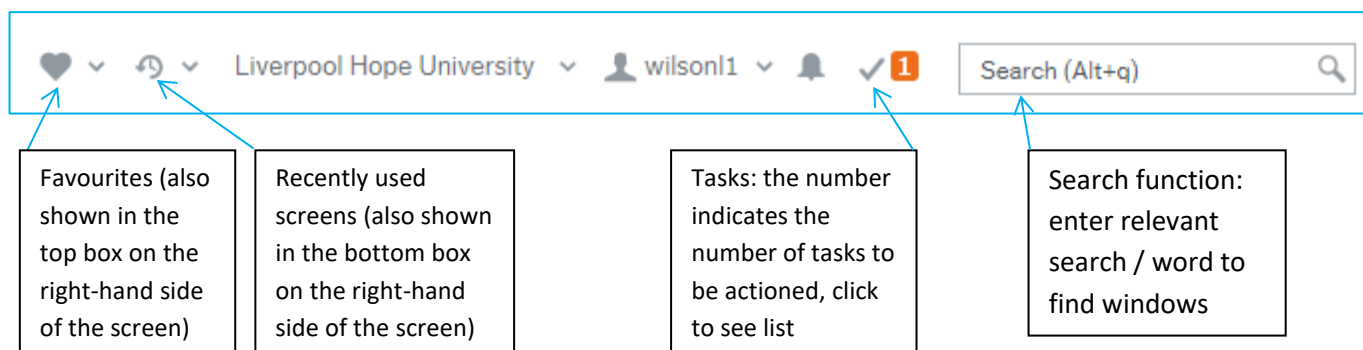 Liverpool Hope University wilsonl1 1 Search (Alt+q)
Favourites (also
shown in the
top box on the
right-hand side
of the screen)
Recently used
screens (also shown
in the bottom box
on the right-hand
side of the screen)
Tasks: the number
indicates the
number of tasks to
be actioned, click
to see list
Search function:
enter relevant
search / word to
find windows